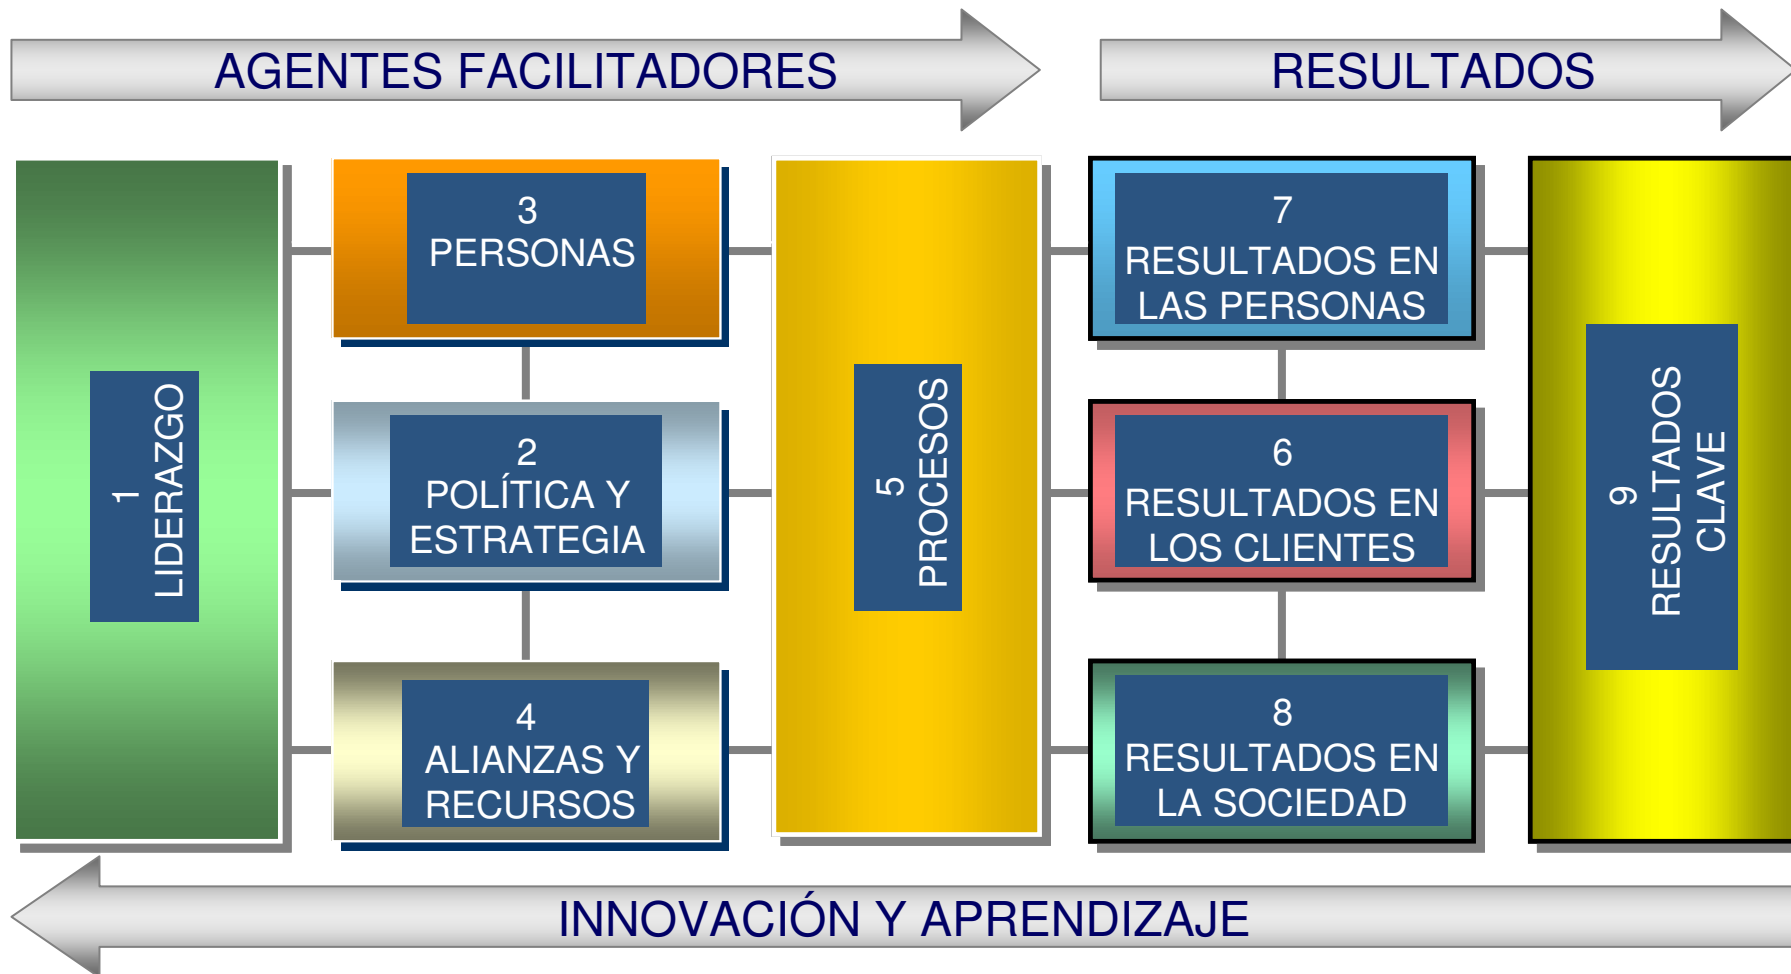 AGENTES FACILITADORES
RESULTADOS
1
LIDERAZGO
3
PERSONAS
2
POLÍTICA Y
ESTRATEGIA
4
ALIANZAS Y
RECURSOS
5
PROCESOS
7
RESULTADOS EN
LAS PERSONAS
6
RESULTADOS EN
LOS CLIENTES
8
RESULTADOS EN
LA SOCIEDAD
9
RESULTADOS
CLAVE
INNOVACIÓN Y APRENDIZAJE